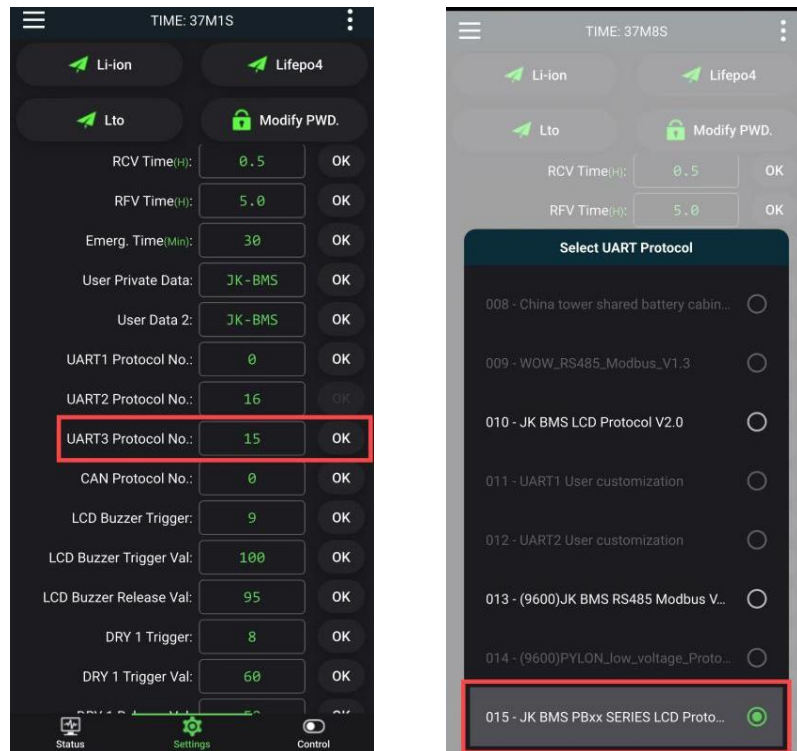 TIME: 37M1S
Li-ion
Lifepo4
Lto
Modify PWD.
RCV Time(H): 0.5 OK
RFV Time(H): 5.0 OK
Emerg. Time(Min): 30 OK
User Private Data: JK-BMS OK
User Data 2: JK-BMS OK
UART1 Protocol No.: 0 OK
UART2 Protocol No.: 16 OK
UART3 Protocol No.: 15 OK
CAN Protocol No.: 0 OK
LCD Buzzer Trigger: 9 OK
LCD Buzzer Trigger Val: 100 OK
LCD Buzzer Release Val: 95 OK
DRY 1 Trigger: 8 OK
DRY 1 Trigger Val: 60 OK
Status
Settings
Control
TIME: 37M8S
Li-ion
Lifepo4
Lto
Modify PWD.
RCV Time(H): 0.5 OK
RFV Time(H): 5.0 OK
Select UART Protocol
008 - China tower shared battery cabin...
009 - WOW_RS485_Modbus_V1.3
010 - JK BMS LCD Protocol V2.0
011 - UART1 User customization
012 - UART2 User customization
013 - (9600)JK BMS RS485 Modbus V...
014 - (9600)PYLON_low_voltage_Proto...
015 - JK BMS PBxx SERIES LCD Proto...